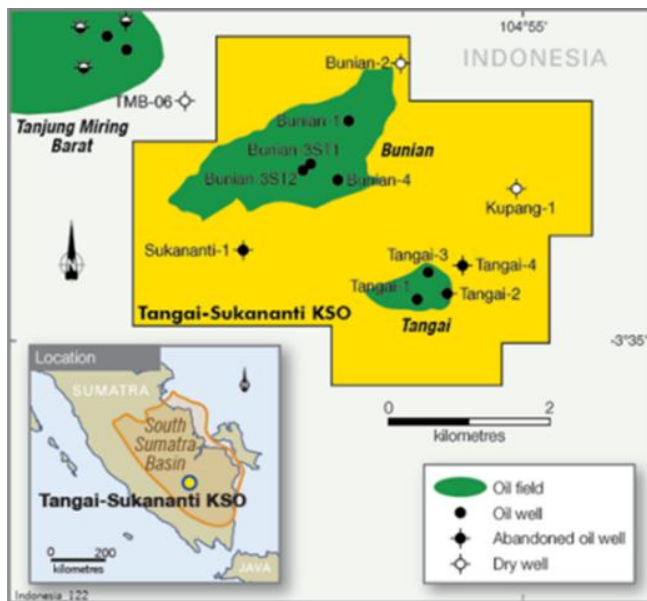 104°55'
INDONESIA
Bunian-2
TMB-06
Tanjung Miring
Barat
Bunian-1
Bunian
Bunian 3ST1
Bunian 3ST2
Bunian-4
Kupang-1
Sukananti-1
Tangai-3
Tangai-4
Tangai-1
Tangai-2
Tangai-Sukananti KSO
Tangai
N
-3°35'
Location
SUMATRA
South
Sumatra
Basin
Tangai-Sukananti KSO
0 200
kilometres
JAVA
0 2
kilometres
Oil field
Oil well
Abandoned oil well
Dry well
Indonesia_122